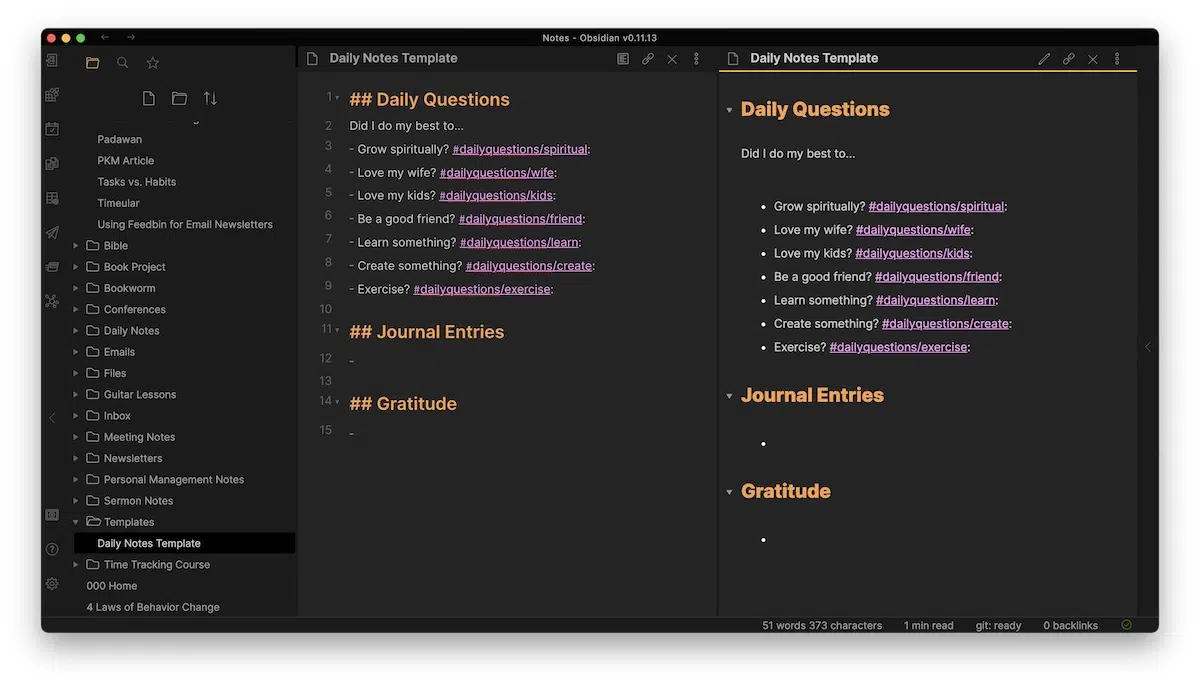 Notes - Obsidian v0.11.13
Padawan
PKM Article
Tasks vs. Habits
Timeular
Using Feedbin for Email Newsletters
Bible
Book Project
Bookworm
Conferences
Daily Notes
Emails
Files
Guitar Lessons
Inbox
Meeting Notes
Newsletters
Personal Management Notes
Sermon Notes
Templates
Daily Notes Template
Time Tracking Course
000 Home
4 Laws of Behavior Change
Daily Notes Template
1 ## Daily Questions
2 Did I do my best to...
3 - Grow spiritually? #dailyquestions/spiritual:
4 - Love my wife? #dailyquestions/wife:
5 - Love my kids? #dailyquestions/kids:
6 - Be a good friend? #dailyquestions/friend:
7 - Learn something? #dailyquestions/learn:
8 - Create something? #dailyquestions/create:
9 - Exercise? #dailyquestions/exercise:
10
11 ## Journal Entries
12 -
13
14 ## Gratitude
15 -
Daily Notes Template
Daily Questions
Did I do my best to...
• Grow spiritually? #dailyquestions/spiritual:
• Love my wife? #dailyquestions/wife:
• Love my kids? #dailyquestions/kids:
• Be a good friend? #dailyquestions/friend:
• Learn something? #dailyquestions/learn:
• Create something? #dailyquestions/create:
• Exercise? #dailyquestions/exercise:
Journal Entries
•
Gratitude
•
51 words 373 characters 1 min read git: ready 0 backlinks